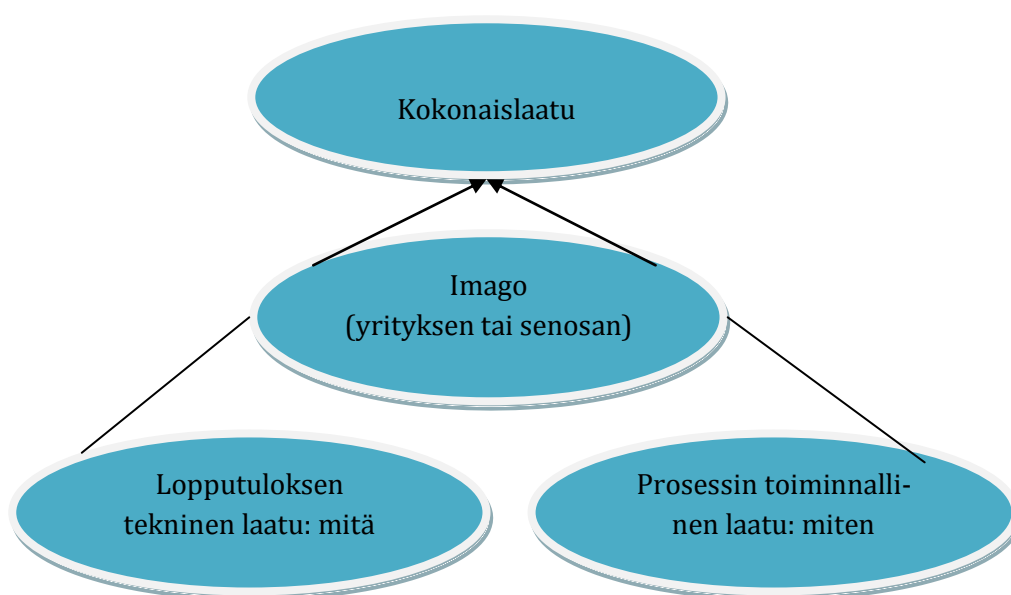 Kokonaislaatu
Imago
(yrityksen tai senosan)
Lopputuloksen
tekninen laatu: mitä
Prosessin toiminnalli-
nen laatu: miten